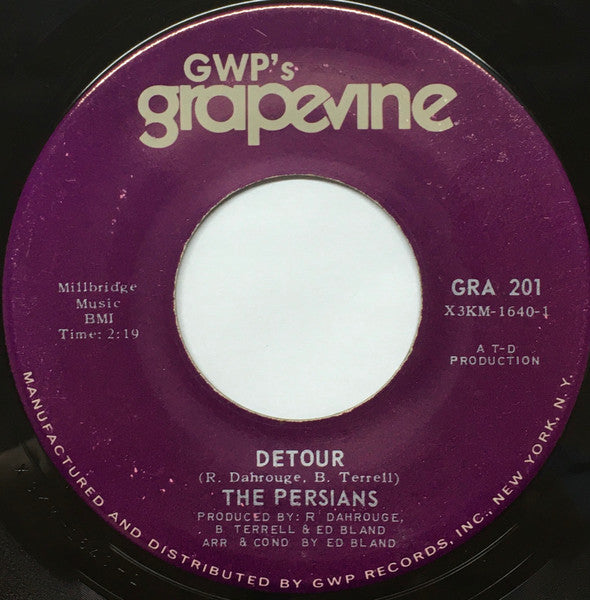 GWP's
grapevine
Millbridge
Music
BMI
Time: 2:19
GRA 201
X3KM-1640-1
A T-D
PRODUCTION
DETOUR
(R. Dahrouge, B. Terrell)
THE PERSIANS
PRODUCED BY: R DAHROUGE,
B. TERRELL & ED BLAND
ARR & COND BY ED BLAND
MANUFACTURED AND DISTRIBUTED BY GWP RECORDS, INC., NEW YORK, N.Y.